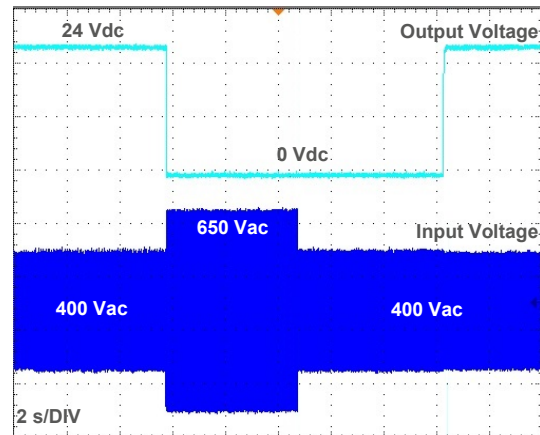 24 Vdc
Output Voltage
0 Vdc
650 Vac
Input Voltage
400 Vac
400 Vac
2 s/DIV